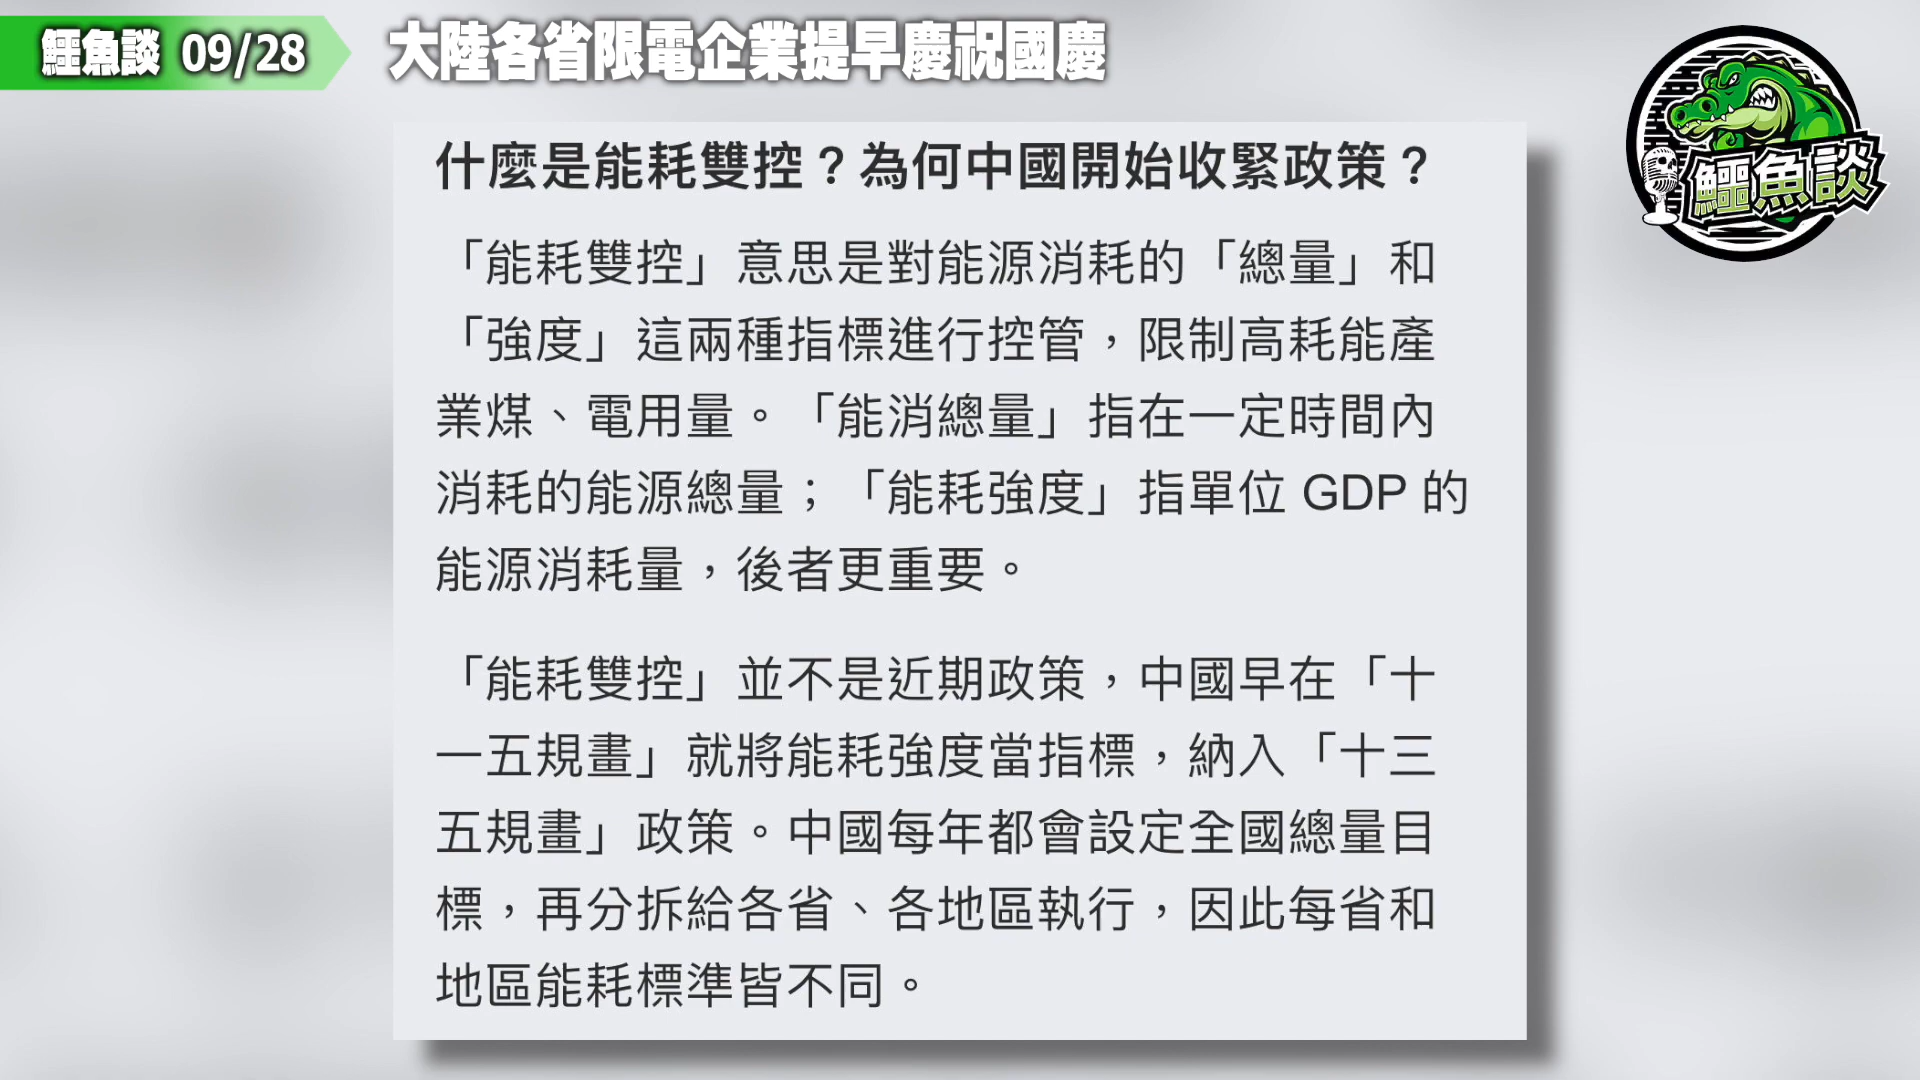 鱷魚談 09/28
大陸各省限電企業提早慶祝國慶
鱷魚談
什麼是能耗雙控？為何中國開始收緊政策？
「能耗雙控」意思是對能源消耗的「總量」和
「強度」這兩種指標進行控管，限制高耗能產
業煤、電用量。「能消總量」指在一定時間內
消耗的能源總量；「能耗強度」指單位 GDP 的
能源消耗量，後者更重要。
「能耗雙控」並不是近期政策，中國早在「十
一五規畫」就將能耗強度當指標，納入「十三
五規畫」政策。中國每年都會設定全國總量目
標，再分拆給各省、各地區執行，因此每省和
地區能耗標準皆不同。